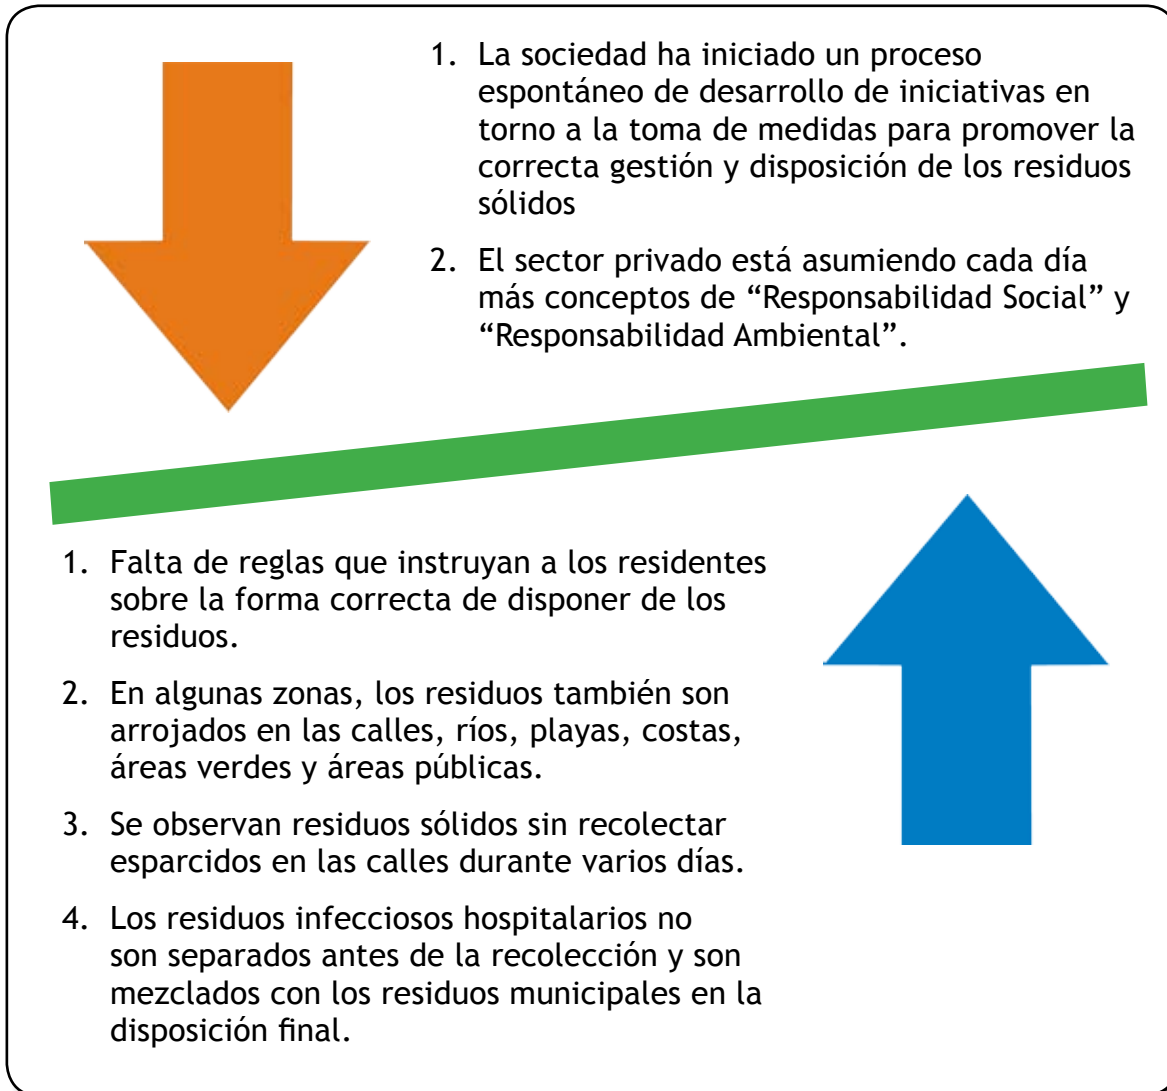 1. La sociedad ha iniciado un proceso
espontáneo de desarrollo de iniciativas en
torno a la toma de medidas para promover la
correcta gestión y disposición de los residuos
sólidos
2. El sector privado está asumiendo cada día
más conceptos de “Responsabilidad Social” y
“Responsabilidad Ambiental”.
1. Falta de reglas que instruyan a los residentes
sobre la forma correcta de disponer de los
residuos.
2. En algunas zonas, los residuos también son
arrojados en las calles, ríos, playas, costas,
áreas verdes y áreas públicas.
3. Se observan residuos sólidos sin recolectar
esparcidos en las calles durante varios días.
4. Los residuos infecciosos hospitalarios no
son separados antes de la recolección y son
mezclados con los residuos municipales en la
disposición final.